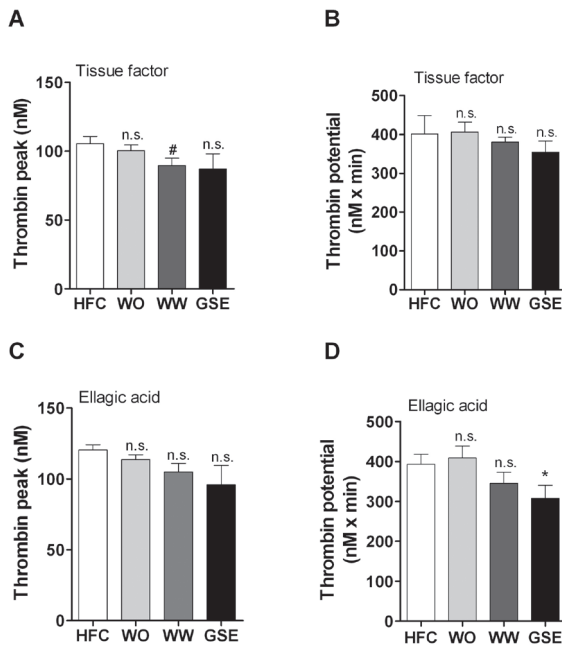 A
Tissue factor
Thrombin peak (nM)
150
100
50
0
n.s.
#
n.s.
HFC WO WW GSE
B
Tissue factor
Thrombin potential
(nM x min)
500
400
300
200
100
0
n.s.
n.s.
n.s.
HFC WO WW GSE
C
Ellagic acid
Thrombin peak (nM)
150
100
50
0
n.s.
n.s.
n.s.
HFC WO WW GSE
D
Ellagic acid
Thrombin potential
(nM x min)
500
400
300
200
100
0
n.s.
n.s.
*
HFC WO WW GSE